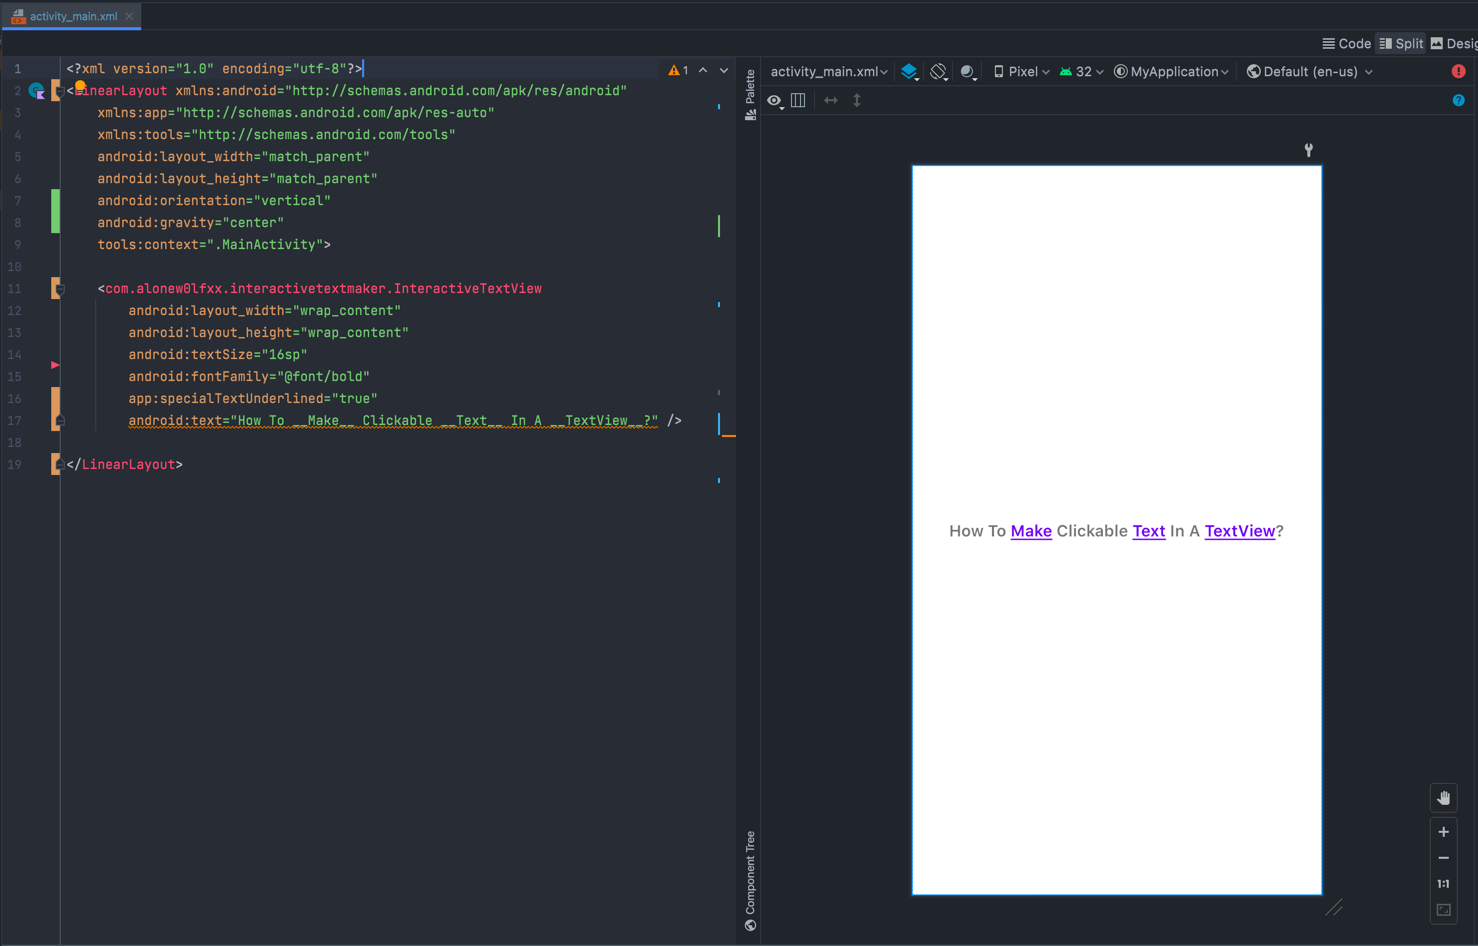 activity_main.xml
Code Split Desig
1 <?xml version="1.0" encoding="utf-8"?>
2 <LinearLayout xmlns:android="http://schemas.android.com/apk/res/android"
3 xmlns:app="http://schemas.android.com/apk/res-auto"
4 xmlns:tools="http://schemas.android.com/tools"
5 android:layout_width="match_parent"
6 android:layout_height="match_parent"
7 android:orientation="vertical"
8 android:gravity="center"
9 tools:context=".MainActivity">
10
11 <com.alonew0lfxx.interactivetextmaker.InteractiveTextView
12 android:layout_width="wrap_content"
13 android:layout_height="wrap_content"
14 android:textSize="16sp"
15 android:fontFamily="@font/bold"
16 app:specialTextUnderlined="true"
17 android:text="How To __Make__ Clickable __Text__ In A __TextView__?" />
18
19 </LinearLayout>
1
Palette
Component Tree
activity_main.xml Pixel 32 MyApplication Default (en-us)
How To Make Clickable Text In A TextView?
1:1